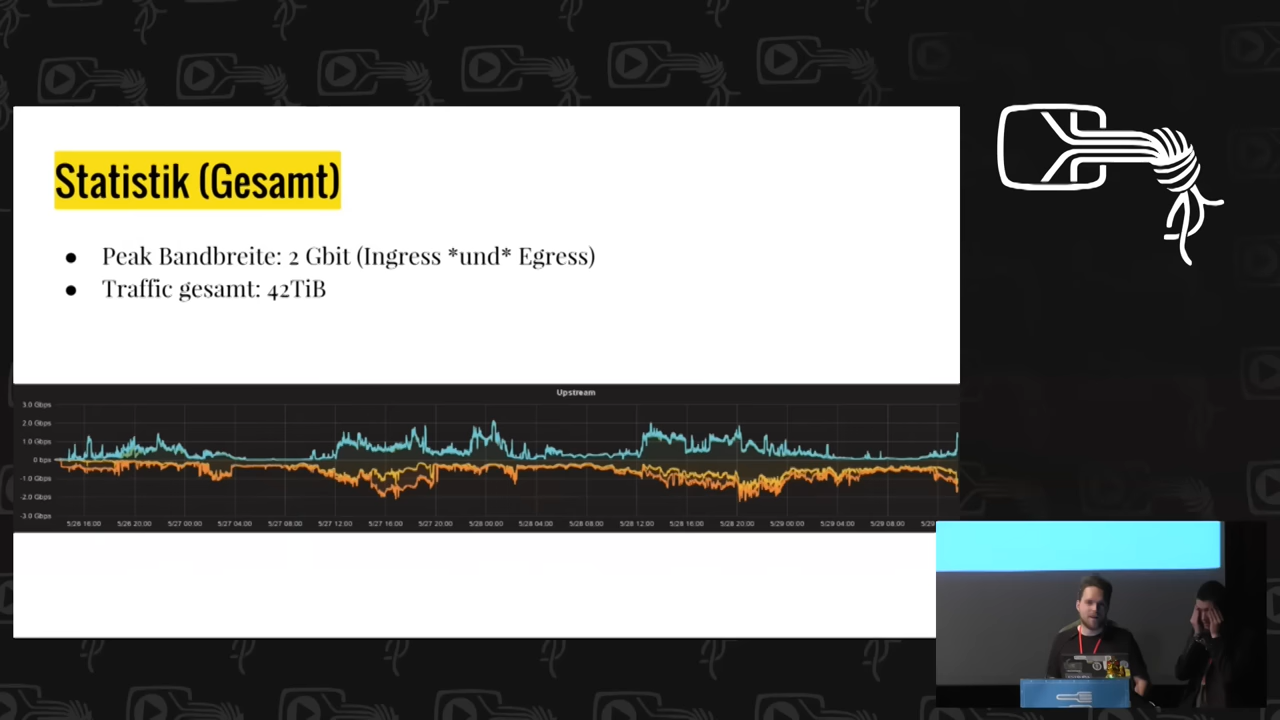 Statistik (Gesamt)
● Peak Bandbreite: 2 Gbit (Ingress *und* Egress)
● Traffic gesamt: 42TiB
Upstream
3.0 Gbps
2.0 Gbps
1.0 Gbps
0 bps
-1.0 Gbps
-2.0 Gbps
-3.0 Gbps
5/26 16:00 5/26 20:00 5/27 00:00 5/27 04:00 5/27 08:00 5/27 12:00 5/27 16:00 5/27 20:00 5/28 00:00 5/28 04:00 5/28 08:00 5/28 12:00 5/28 16:00 5/28 20:00 5/29 00:00 5/29 04:00 5/29 08:00 5/29